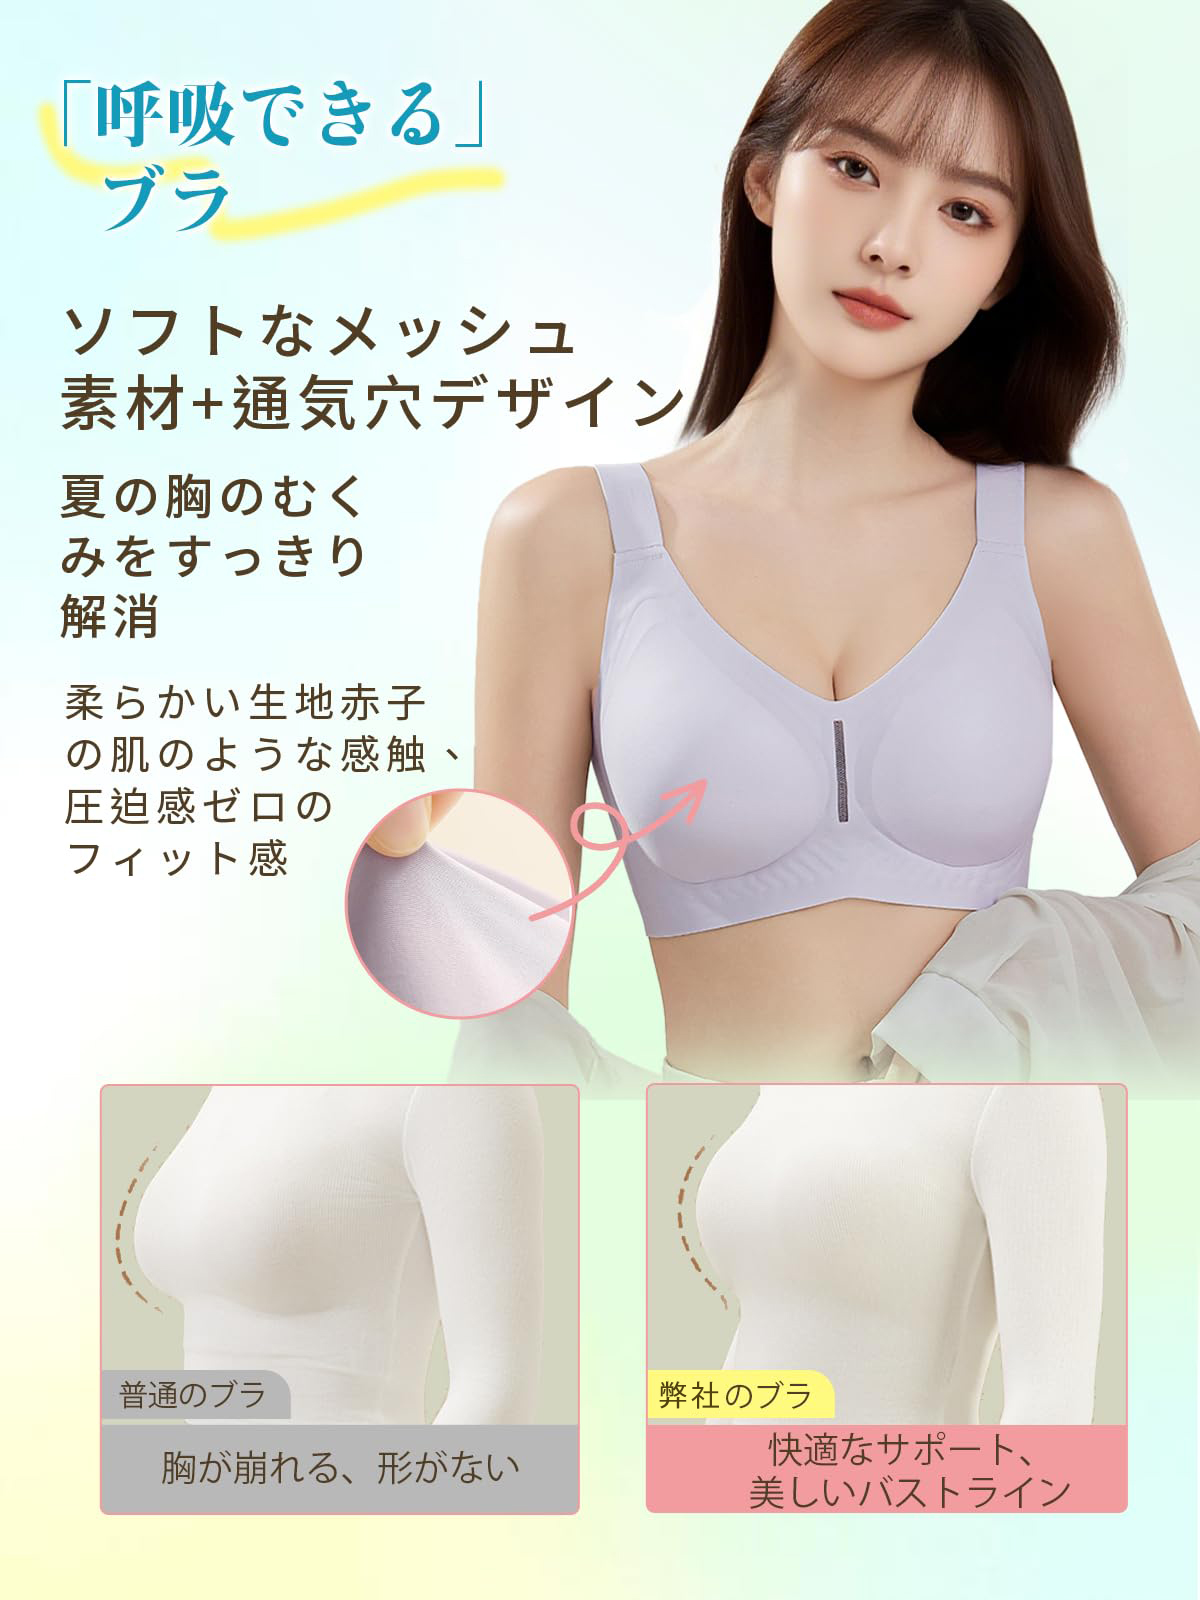 「呼吸できる」
ブラ
ソフトなメッシュ
素材+通気穴デザイン
夏の胸のむく
みをすっきり
解消
柔らかい生地赤子
の肌のような感触、
圧迫感ゼロの
フィット感
普通のブラ
胸が崩れる、形がない
弊社のブラ
快適なサポート、
美しいバストライン